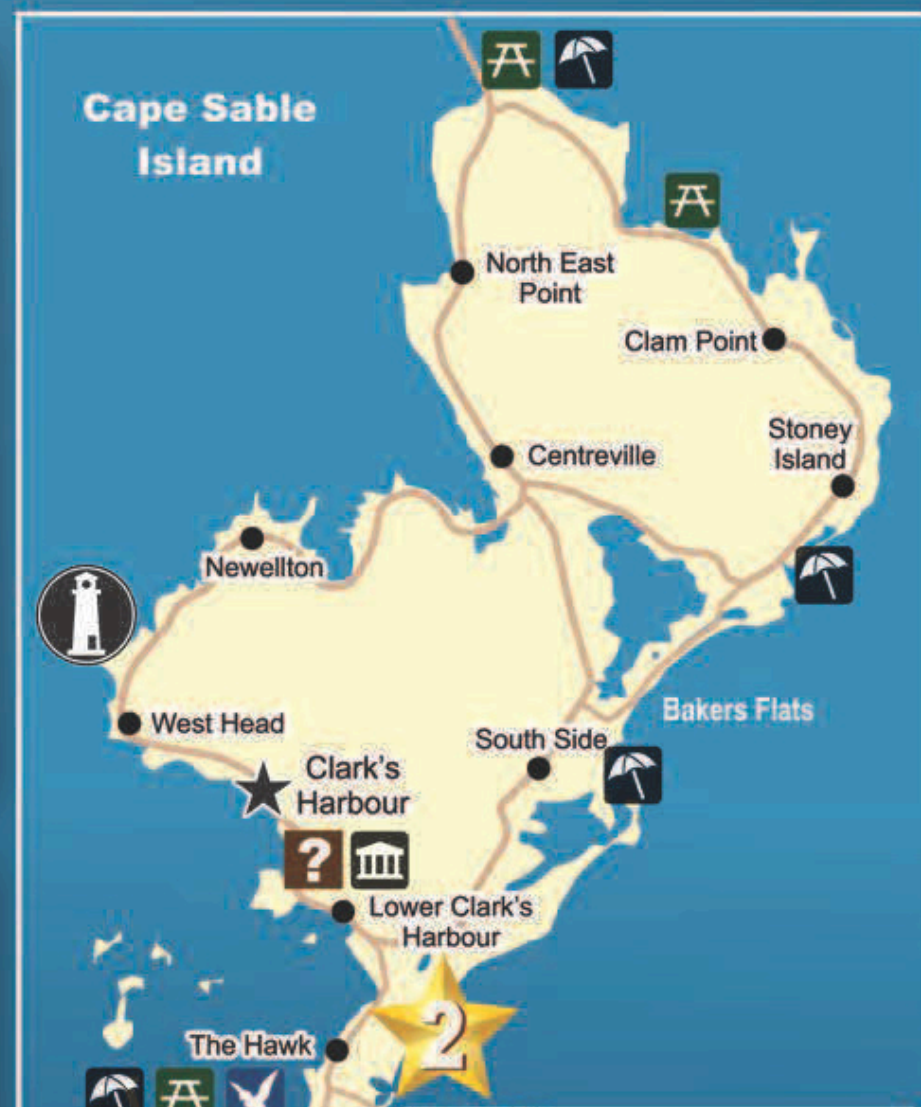 Cape Sable
Island
North East
Point
Clam Point
Stoney
Island
Centreville
Newellton
Bakers Flats
West Head
South Side
Clark's
Harbour
?
Lower Clark's
Harbour
2
The Hawk